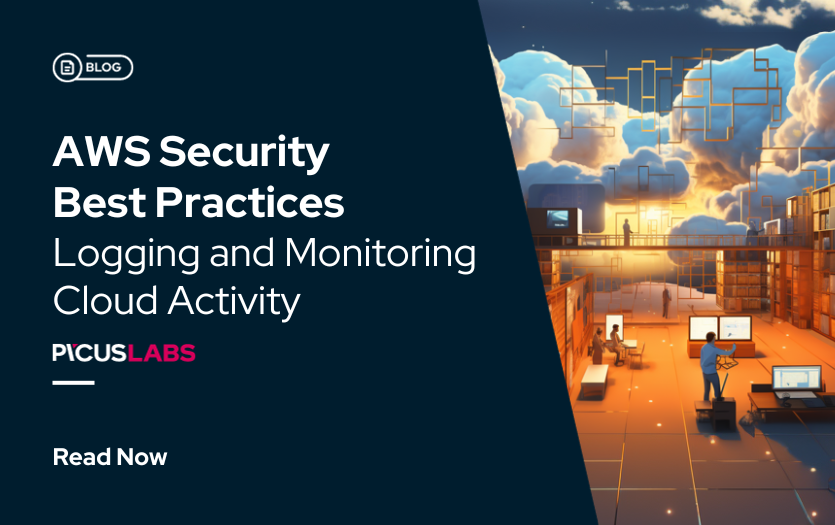 BLOG
AWS Security
Best Practices
Logging and Monitoring
Cloud Activity
PICUSLABS
Read Now